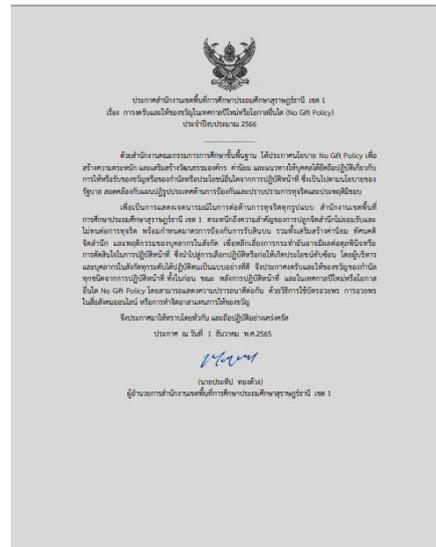 ประกาศสำนักงานเขตพื้นที่การศึกษาประถมศึกษาสุราษฎร์ธานี เขต 1
เรื่อง การงดรับและให้ของขวัญในเทศกาลปีใหม่หรือโอกาสอื่นใด (No Gift Policy)
ประจำปีงบประมาณ 2566
ด้วยสำนักงานคณะกรรมการการศึกษาขั้นพื้นฐาน ได้ประกาศนโยบาย No Gift Policy เพื่อ
สร้างความตระหนัก และเสริมสร้างวัฒนธรรมองค์กร ค่านิยม และแนวทางให้บุคคลได้ยึดถือปฏิบัติเกี่ยวกับ
การให้หรือรับของขวัญหรือของกำนัลหรือประโยชน์อื่นใดจากการปฏิบัติหน้าที่ ซึ่งเป็นไปตามนโยบายของ
รัฐบาล สอดคล้องกับแผนปฏิรูปประเทศด้านการป้องกันและปราบปรามการทุจริตและประพฤติมิชอบ
เพื่อเป็นการแสดงเจตนารมณ์ในการต่อต้านการทุจริตทุกรูปแบบ สำนักงานเขตพื้นที่
การศึกษาประถมศึกษาสุราษฎร์ธานี เขต 1 ตระหนักถึงความสำคัญของการปลูกจิตสำนึกไม่ยอมรับและ
ไม่ทนต่อการทุจริต พร้อมกำหนดมาตรการป้องกันการรับสินบน รวมทั้งเสริมสร้างค่านิยม ทัศนคติ
จิตสำนึก และพฤติกรรมของบุคลากรในสังกัด เพื่อหลีกเลี่ยงการกระทำอันอาจมีผลต่อดุลพินิจหรือ
การตัดสินใจในการปฏิบัติหน้าที่ ซึ่งนำไปสู่การเลือกปฏิบัติหรือก่อให้เกิดประโยชน์ทับซ้อน โดยผู้บริหาร
และบุคลากรในสังกัดทุกระดับได้ปฏิบัติตนเป็นแบบอย่างที่ดี จึงประกาศงดรับและให้ของขวัญของกำนัล
ทุกชนิดจากการปฏิบัติหน้าที่ ทั้งในก่อน ขณะ หลังการปฏิบัติหน้าที่ และในเทศกาลปีใหม่หรือโอกาส
อื่นใด No Gift Policy โดยสามารถแสดงความปรารถนาดีต่อกัน ด้วยวิธีการใช้บัตรอวยพร การอวยพร
ในสื่อสังคมออนไลน์ หรือการทำจิตอาสาแทนการให้ของขวัญ
จึงประกาศมาให้ทราบโดยทั่วกัน และถือปฏิบัติอย่างเคร่งครัด
ประกาศ ณ วันที่ 1 ธันวาคม พ.ศ.2565
(นายประทีป ทองด้วง)
ผู้อำนวยการสำนักงานเขตพื้นที่การศึกษาประถมศึกษาสุราษฎร์ธานี เขต 1